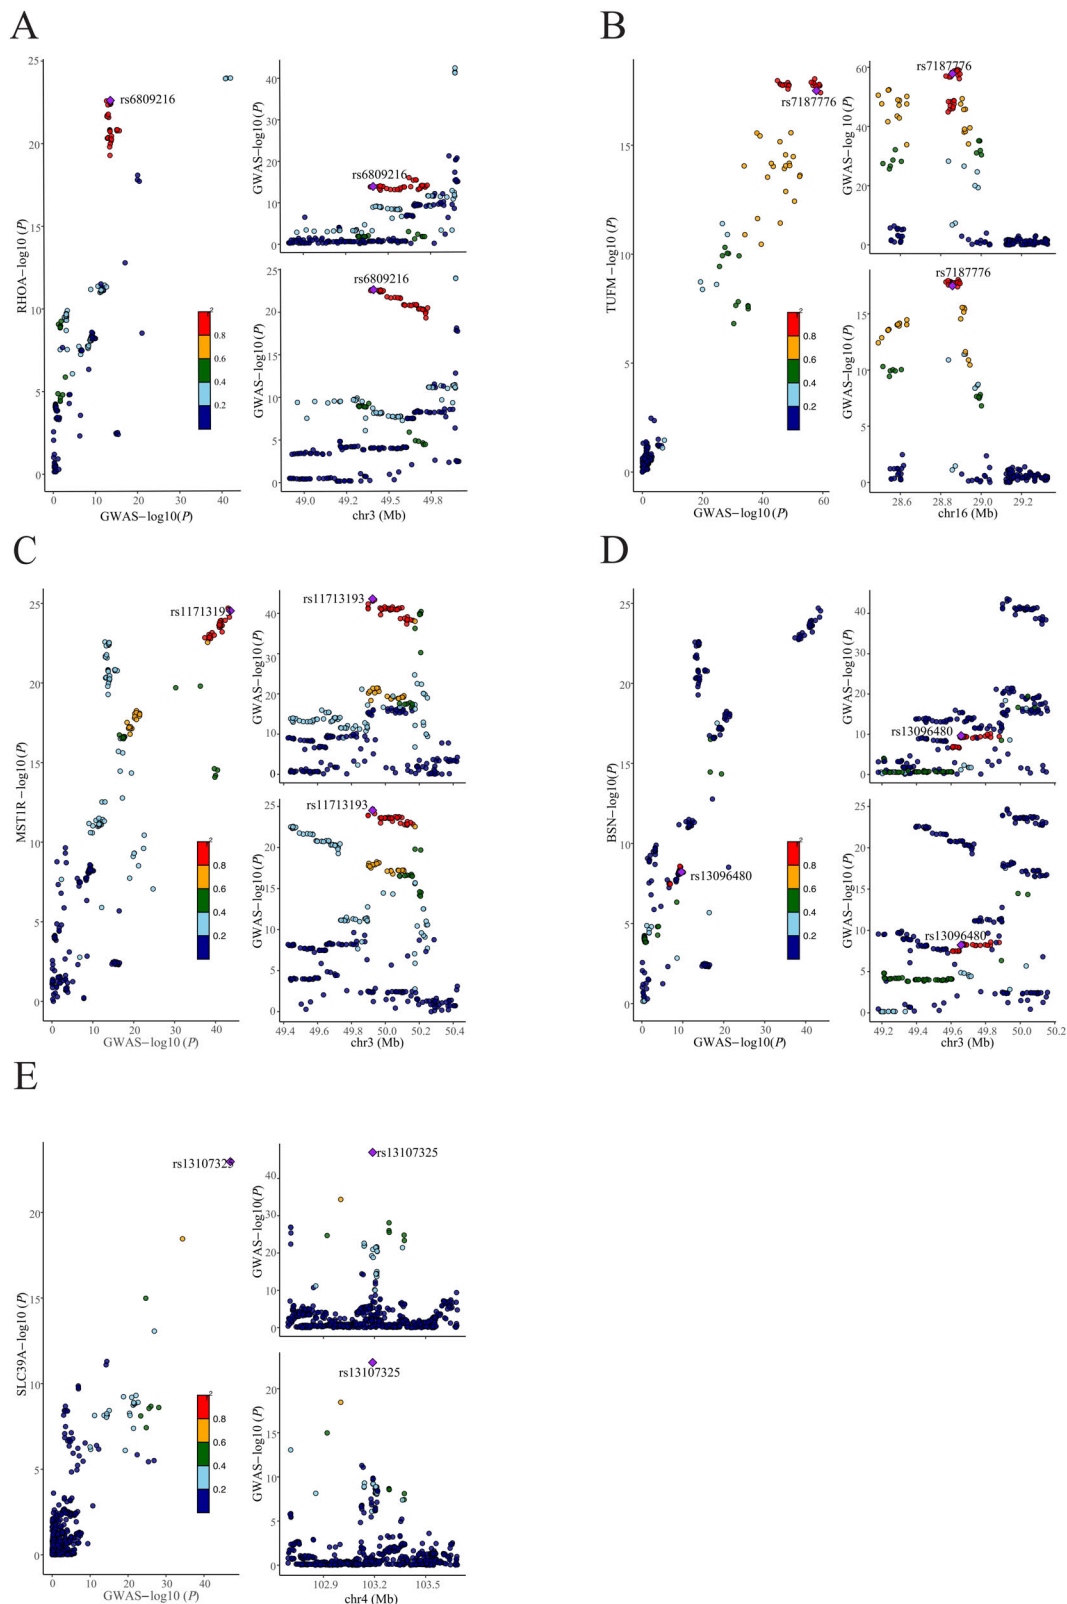 A
RHOA−log10 (P)
25
20
15
10
5
0
rs6809216
r2
0.8
0.6
0.4
0.2
0 10 20 30 40
GWAS−log10(P)
GWAS−log10 (P)
40
30
20
10
0
rs6809216
GWAS−log10 (P)
25
20
15
10
5
0
rs6809216
49.0 49.2 49.5 49.8
chr3 (Mb)
B
TUFM−log10 (P)
15
10
5
0
rs7187776
r2
0.8
0.6
0.4
0.2
0 20 40 60
GWAS−log10 (P)
GWAS−log 10 (P)
60
40
20
0
rs7187776
GWAS−log10 (P)
15
10
5
0
rs7187776
28.6 28.8 29.0 29.2
chr16 (Mb)
C
MST1R−log10 (P)
25
20
15
10
5
0
rs11713193
r2
0.8
0.6
0.4
0.2
0 10 20 30 40
GWAS−log10 (P)
GWAS−log10 (P)
40
30
20
10
0
rs11713193
GWAS−log10 (P)
25
20
15
10
5
0
rs11713193
49.4 49.6 49.8 50.0 50.2 50.4
chr3 (Mb)
D
BSN−log10(P)
25
20
15
10
5
0
rs13096480
r2
0.8
0.6
0.4
0.2
0 10 20 30 40
GWAS−log10(P)
GWAS−log10 (P)
40
30
20
10
0
rs13096480
GWAS−log10 (P)
25
20
15
10
5
0
rs13096480
49.2 49.4 49.6 49.8 50.0 50.2
chr3 (Mb)
E
SLC39A−log10 (P)
20
15
10
5
0
rs13107325
r2
0.8
0.6
0.4
0.2
0 10 20 30 40
GWAS−log10 (P)
GWAS−log10(P)
40
30
20
10
0
rs13107325
GWAS−log10 (P)
20
15
10
5
0
rs13107325
102.9 103.2 103.5
chr4 (Mb)